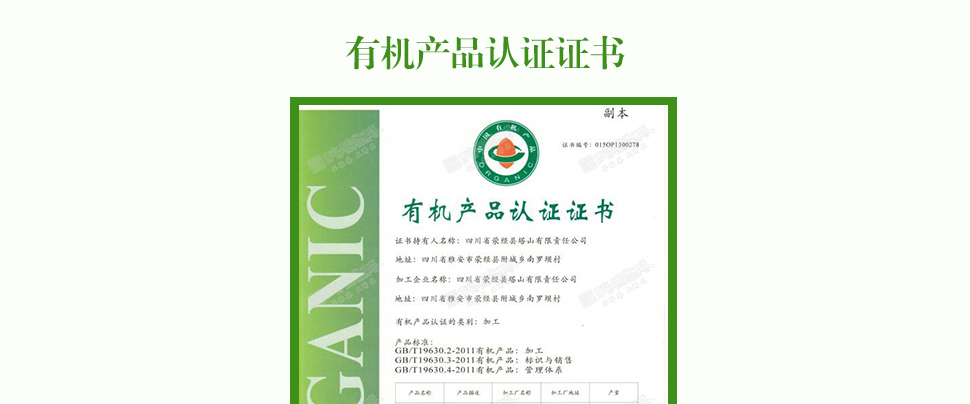 有机产品认证证书
副本
中国有机产品
ORGANIC
证书编号：015OP1300278
GANIC
有机产品认证证书
证书持有人名称：四川省荥经县塔山有限责任公司
地址：四川省雅安市荥经县附城乡南罗坝村
加工企业名称：四川省荥经县塔山有限责任公司
地址：四川省雅安市荥经县附城乡南罗坝村
有机产品认证的类别：加工
产品标准：
GB/T19630.2-2011有机产品：加工
GB/T19630.3-2011有机产品：标识与销售
GB/T19630.4-2011有机产品：管理体系
产品名称 产品描述 加工厂名称 加工厂地址 产量